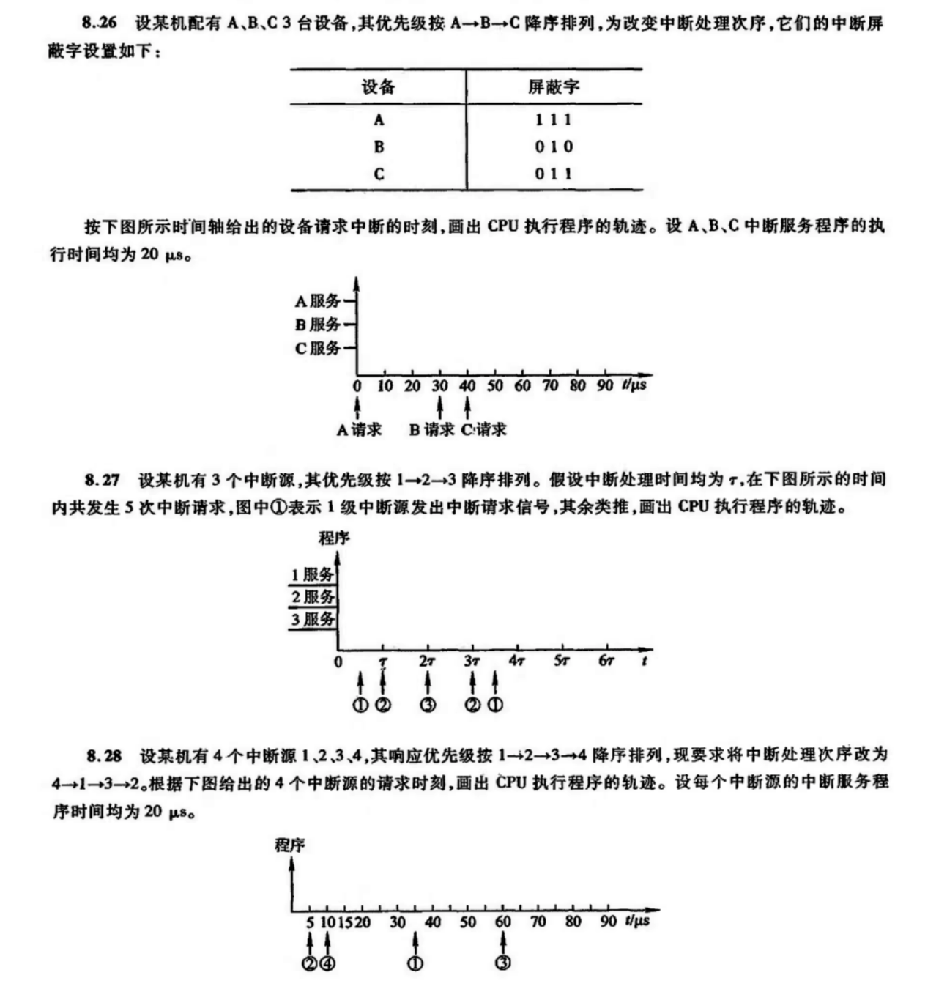 8.26 设某机配有 A、B、C 3 台设备,其优先级按 A→B→C 降序排列,为改变中断处理次序,它们的中断屏
蔽字设置如下:
设备 屏蔽字
A 1 1 1
B 0 1 0
C 0 1 1
按下图所示时间轴给出的设备请求中断的时刻,画出 CPU 执行程序的轨迹。设 A、B、C 中断服务程序的执
行时间均为 20 μs。
A 服务
B 服务
C 服务
0 10 20 30 40 50 60 70 80 90 t/μs
A 请求 B 请求 C 请求
8.27 设某机有 3 个中断源,其优先级按 1→2→3 降序排列。假设中断处理时间均为 τ,在下图所示的时间
内共发生 5 次中断请求,图中①表示 1 级中断源发出中断请求信号,其余类推,画出 CPU 执行程序的轨迹。
程序
1 服务
2 服务
3 服务
0 τ 2τ 3τ 4τ 5τ 6τ t
① ② ③ ② ①
8.28 设某机有 4 个中断源 1、2、3、4,其响应优先级按 1→2→3→4 降序排列,现要求将中断处理次序改为
4→1→3→2。根据下图给出的 4 个中断源的请求时刻,画出 CPU 执行程序的轨迹。设每个中断源的中断服务程
序时间均为 20 μs。
程序
5 10 15 20 30 40 50 60 70 80 90 t/μs
② ④ ① ③